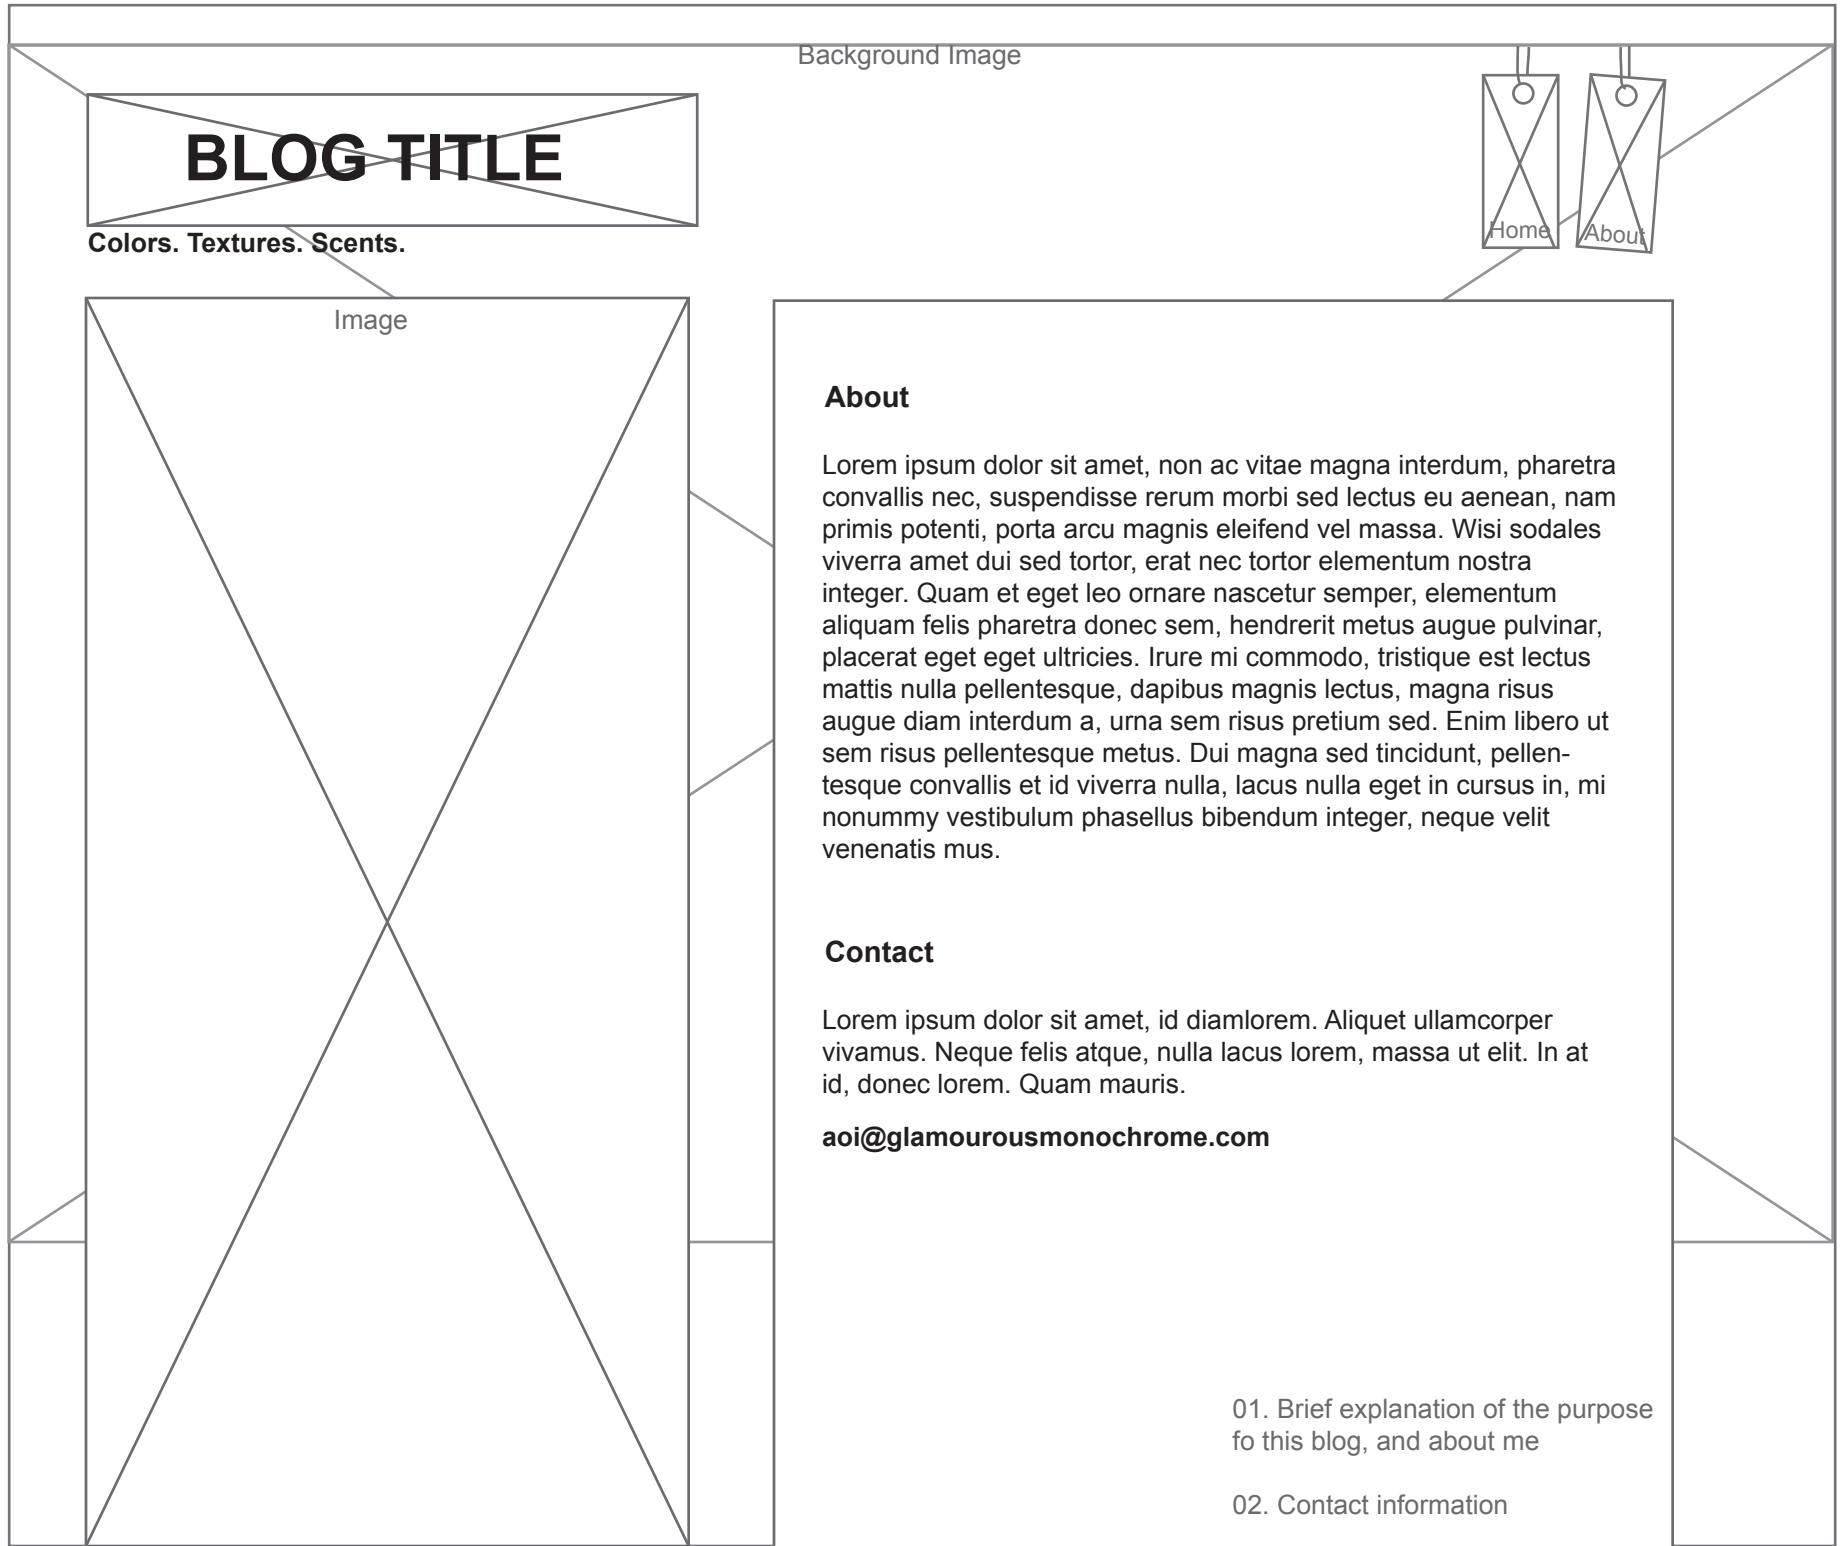 Background Image
BLOG TITLE
Colors. Textures. Scents.
Home
About
Image
About
Lorem ipsum dolor sit amet, non ac vitae magna interdum, pharetra
convallis nec, suspendisse rerum morbi sed lectus eu aenean, nam
primis potenti, porta arcu magnis eleifend vel massa. Wisi sodales
viverra amet dui sed tortor, erat nec tortor elementum nostra
integer. Quam et eget leo ornare nascetur semper, elementum
aliquam felis pharetra donec sem, hendrerit metus augue pulvinar,
placerat eget eget ultricies. Irure mi commodo, tristique est lectus
mattis nulla pellentesque, dapibus magnis lectus, magna risus
augue diam interdum a, urna sem risus pretium sed. Enim libero ut
sem risus pellentesque metus. Dui magna sed tincidunt, pellen-
tesque convallis et id viverra nulla, lacus nulla eget in cursus in, mi
nonummy vestibulum phasellus bibendum integer, neque velit
venenatis mus.
Contact
Lorem ipsum dolor sit amet, id diamlorem. Aliquet ullamcorper
vivamus. Neque felis atque, nulla lacus lorem, massa ut elit. In at
id, donec lorem. Quam mauris.
aoi@glamourousmonochrome.com
01. Brief explanation of the purpose
fo this blog, and about me
02. Contact information